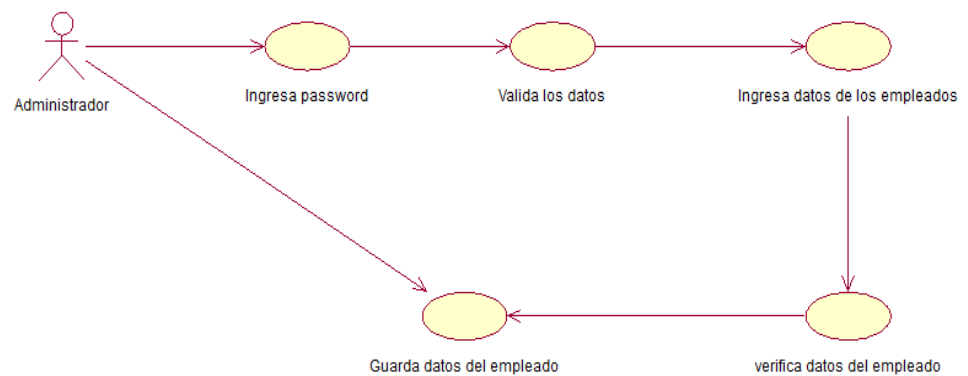 Administrador
Ingresa password
Valida los datos
Ingresa datos de los empleados
Guarda datos del empleado
verifica datos del empleado